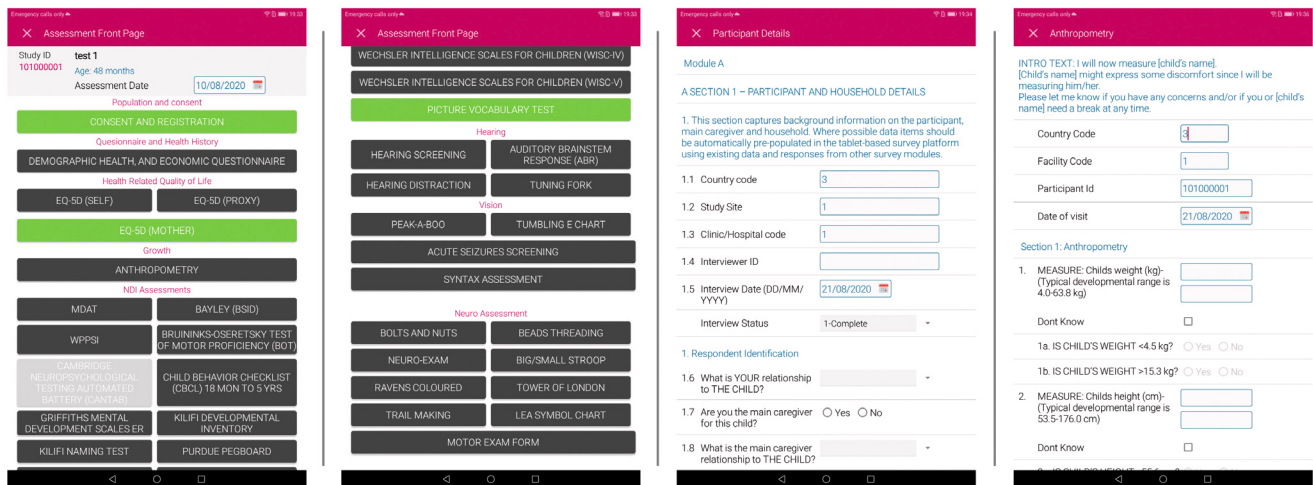 Emergency calls only
19:33
Assessment Front Page
Study ID
test 1
101000001
Age: 48 months
Assessment Date
10/08/2020
Population and consent
CONSENT AND REGISTRATION
Quesionnaire and Health History
DEMOGRAPHIC HEALTH, AND ECONOMIC QUESTIONNAIRE
Health Related Quality of Life
EQ-5D (SELF)
EQ-5D (PROXY)
EQ-5D (MOTHER)
Growth
ANTHROPOMETRY
NDI Assessments
MDAT
BAYLEY (BSID)
WPPSI
BRUININKS-OSERETSKY TEST
OF MOTOR PROFICIENCY (BOT)
CAMBRIDGE
NEUROPSYCHOLOGICAL
TESTING AUTOMATED
BATTERY (CANTAB)
CHILD BEHAVIOR CHECKLIST
(CBCL) 18 MON TO 5 YRS
GRIFFITHS MENTAL
DEVELOPMENT SCALES ER
KILIFI DEVELOPMENTAL
INVENTORY
KILIFI NAMING TEST
PURDUE PEGBOARD
Emergency calls only
19:33
Assessment Front Page
WECHSLER INTELLIGENCE SCALES FOR CHILDREN (WISC-IV)
WECHSLER INTELLIGENCE SCALES FOR CHILDREN (WISC-V)
PICTURE VOCABULARY TEST
Hearing
HEARING SCREENING
AUDITORY BRAINSTEM
RESPONSE (ABR)
HEARING DISTRACTION
TUNING FORK
Vision
PEAK-A-BOO
TUMBLING E CHART
ACUTE SEIZURES SCREENING
SYNTAX ASSESSMENT
Neuro Assessment
BOLTS AND NUTS
BEADS THREADING
NEURO-EXAM
BIG/SMALL STROOP
RAVENS COLOURED
TOWER OF LONDON
TRAIL MAKING
LEA SYMBOL CHART
MOTOR EXAM FORM
Emergency calls only
19:34
Participant Details
Module A
A SECTION 1 – PARTICIPANT AND HOUSEHOLD DETAILS
1. This section captures background information on the participant,
main caregiver and household. Where possible data items should
be automatically pre-populated in the tablet-based survey platform
using existing data and responses from other survey modules.
1.1 Country code
3
1.2 Study Site
1
1.3 Clinic/Hospital code
1
1.4 Interviewer ID
1.5 Interview Date (DD/MM/
YYYY)
21/08/2020
Interview Status
1-Complete
1. Respondent Identification
1.6 What is YOUR relationship
to THE CHILD?
1.7 Are you the main caregiver
for this child?
Yes
No
1.8 What is the main caregiver
relationship to THE CHILD?
Emergency calls only
19:36
Anthropometry
INTRO TEXT: I will now measure [child's name].
[Child's name] might express some discomfort since I will be
measuring him/her.
Please let me know if you have any concerns and/or if you or [child's
name] need a break at any time.
Country Code
3
Facility Code
1
Participant Id
101000001
Date of visit
21/08/2020
Section 1: Anthropometry
1. MEASURE: Childs weight (kg)-
(Typical developmental range is
4.0-63.8 kg)
Dont Know
1a. IS CHILD'S WEIGHT <4.5 kg?
Yes
No
1b. IS CHILD'S WEIGHT >15.3 kg?
Yes
No
2. MEASURE: Childs height (cm)-
(Typical developmental range is
53.5-176.0 cm)
Dont Know